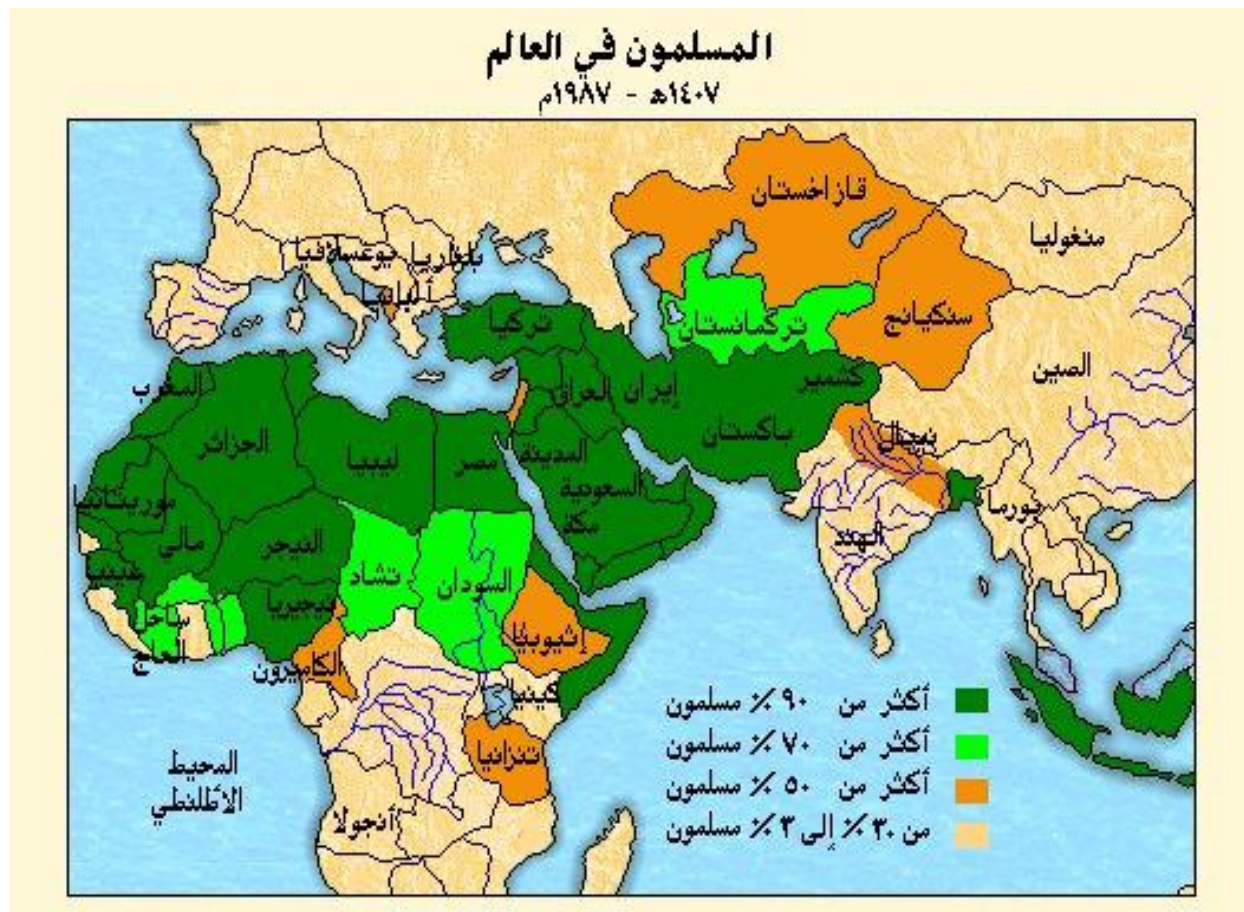 المسلمون في العالم
١٤٠٧هـ - ١٩٨٧م
قازاخستان
منغوليا
يوغسلافيا
بلغاريا
ألبانيا
سنكيانج
تركمانستان
تركيا
الصين
كشمير
المغرب
العراق
إيران
باكستان
نيبال
الجزائر
ليبيا
مصر
المدينة
السعودية
مكة
موريتانيا
مالي
النيجر
تشاد
السودان
الهند
بورما
غينيا
نيجيريا
ساحل
العاج
الكاميرون
إثيوبيا
كينيا
تنزانيا
أنجولا
المحيط
الأطلنطي
أكثر من ٩٠ ٪ مسلمون
أكثر من ٧٠ ٪ مسلمون
أكثر من ٥٠ ٪ مسلمون
من ٣٠ ٪ إلى ٣ ٪ مسلمون